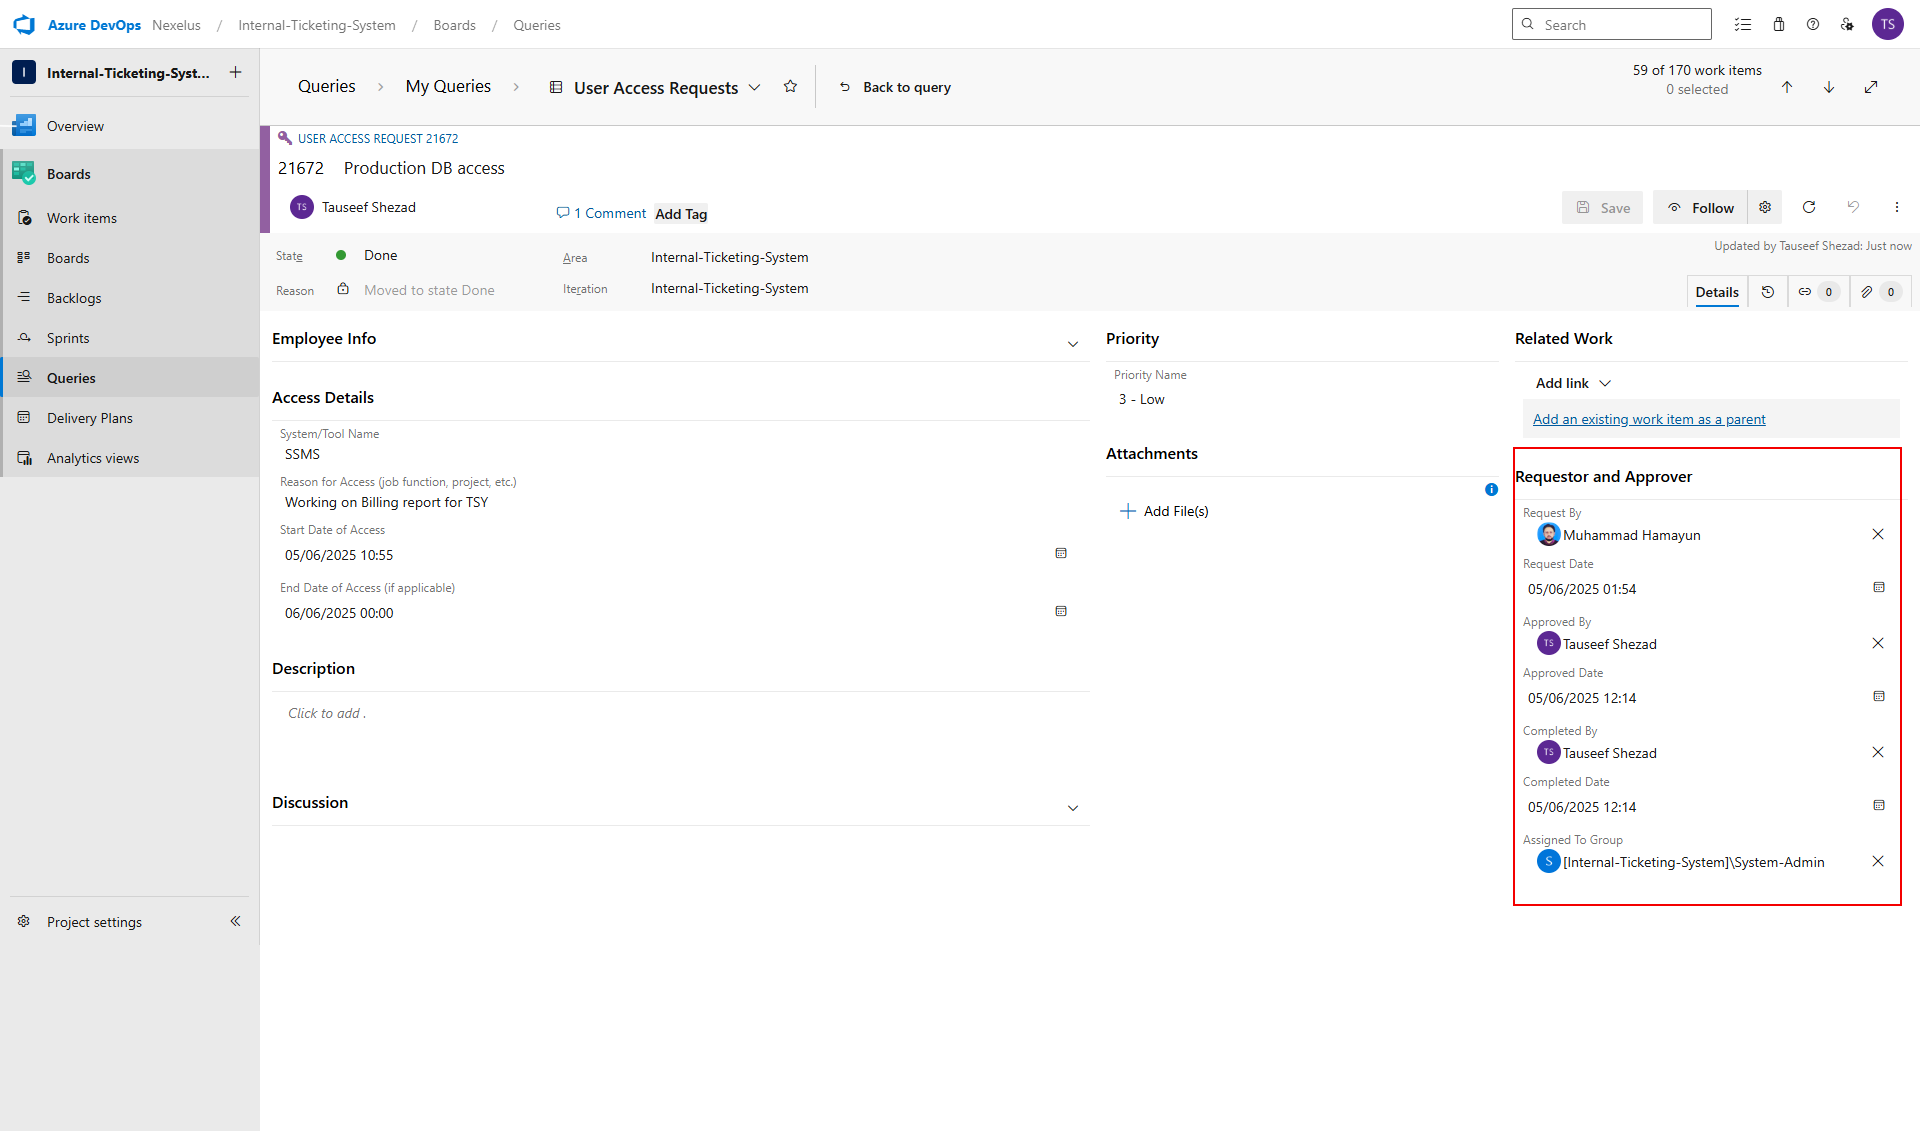 Azure DevOps Nexelus / Internal-Ticketing-System / Boards / Queries
Search
TS
I Internal-Ticketing-Syst... +
Queries > My Queries > User Access Requests
Back to query
59 of 170 work items
0 selected
Overview
Boards
Work items
Boards
Backlogs
Sprints
Queries
Delivery Plans
Analytics views
Project settings
USER ACCESS REQUEST 21672
21672 Production DB access
TS Tauseef Shezad
1 Comment
Add Tag
Save
Follow
State Done
Area Internal-Ticketing-System
Updated by Tauseef Shezad: Just now
Reason Moved to state Done
Iteration Internal-Ticketing-System
Details
0
0
Employee Info
Access Details
System/Tool Name
SSMS
Reason for Access (job function, project, etc.)
Working on Billing report for TSY
Start Date of Access
05/06/2025 10:55
End Date of Access (if applicable)
06/06/2025 00:00
Description
Click to add .
Discussion
Priority
Priority Name
3 - Low
Attachments
Add File(s)
Related Work
Add link
Add an existing work item as a parent
Requestor and Approver
Request By
Muhammad Hamayun
Request Date
05/06/2025 01:54
Approved By
TS Tauseef Shezad
Approved Date
05/06/2025 12:14
Completed By
TS Tauseef Shezad
Completed Date
05/06/2025 12:14
Assigned To Group
S [Internal-Ticketing-System]\System-Admin